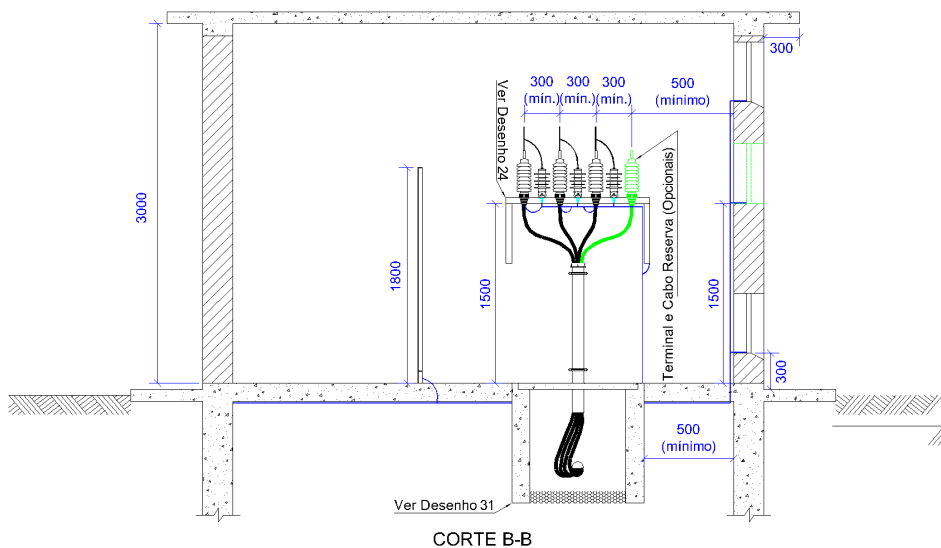 300
300
300
300
500
(mín.)
(mín.)
(mín.)
(mínimo)
Ver Desenho 24
3000
1800
1500
Terminal e Cabo Reserva (Opcionais)
1500
300
500
(mínimo)
Ver Desenho 31
CORTE B-B